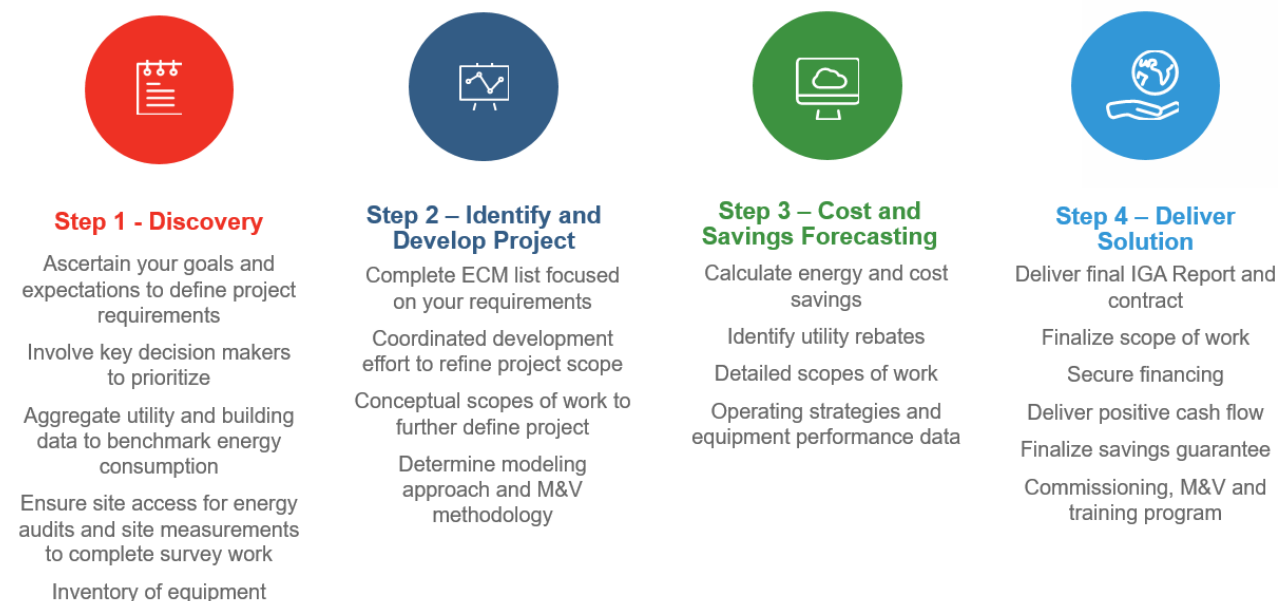 Step 1 - Discovery
Ascertain your goals and
expectations to define project
requirements
Involve key decision makers
to prioritize
Aggregate utility and building
data to benchmark energy
consumption
Ensure site access for energy
audits and site measurements
to complete survey work
Inventory of equipment
Step 2 – Identify and
Develop Project
Complete ECM list focused
on your requirements
Coordinated development
effort to refine project scope
Conceptual scopes of work to
further define project
Determine modeling
approach and M&V
methodology
Step 3 – Cost and
Savings Forecasting
Calculate energy and cost
savings
Identify utility rebates
Detailed scopes of work
Operating strategies and
equipment performance data
Step 4 – Deliver
Solution
Deliver final IGA Report and
contract
Finalize scope of work
Secure financing
Deliver positive cash flow
Finalize savings guarantee
Commissioning, M&V and
training program